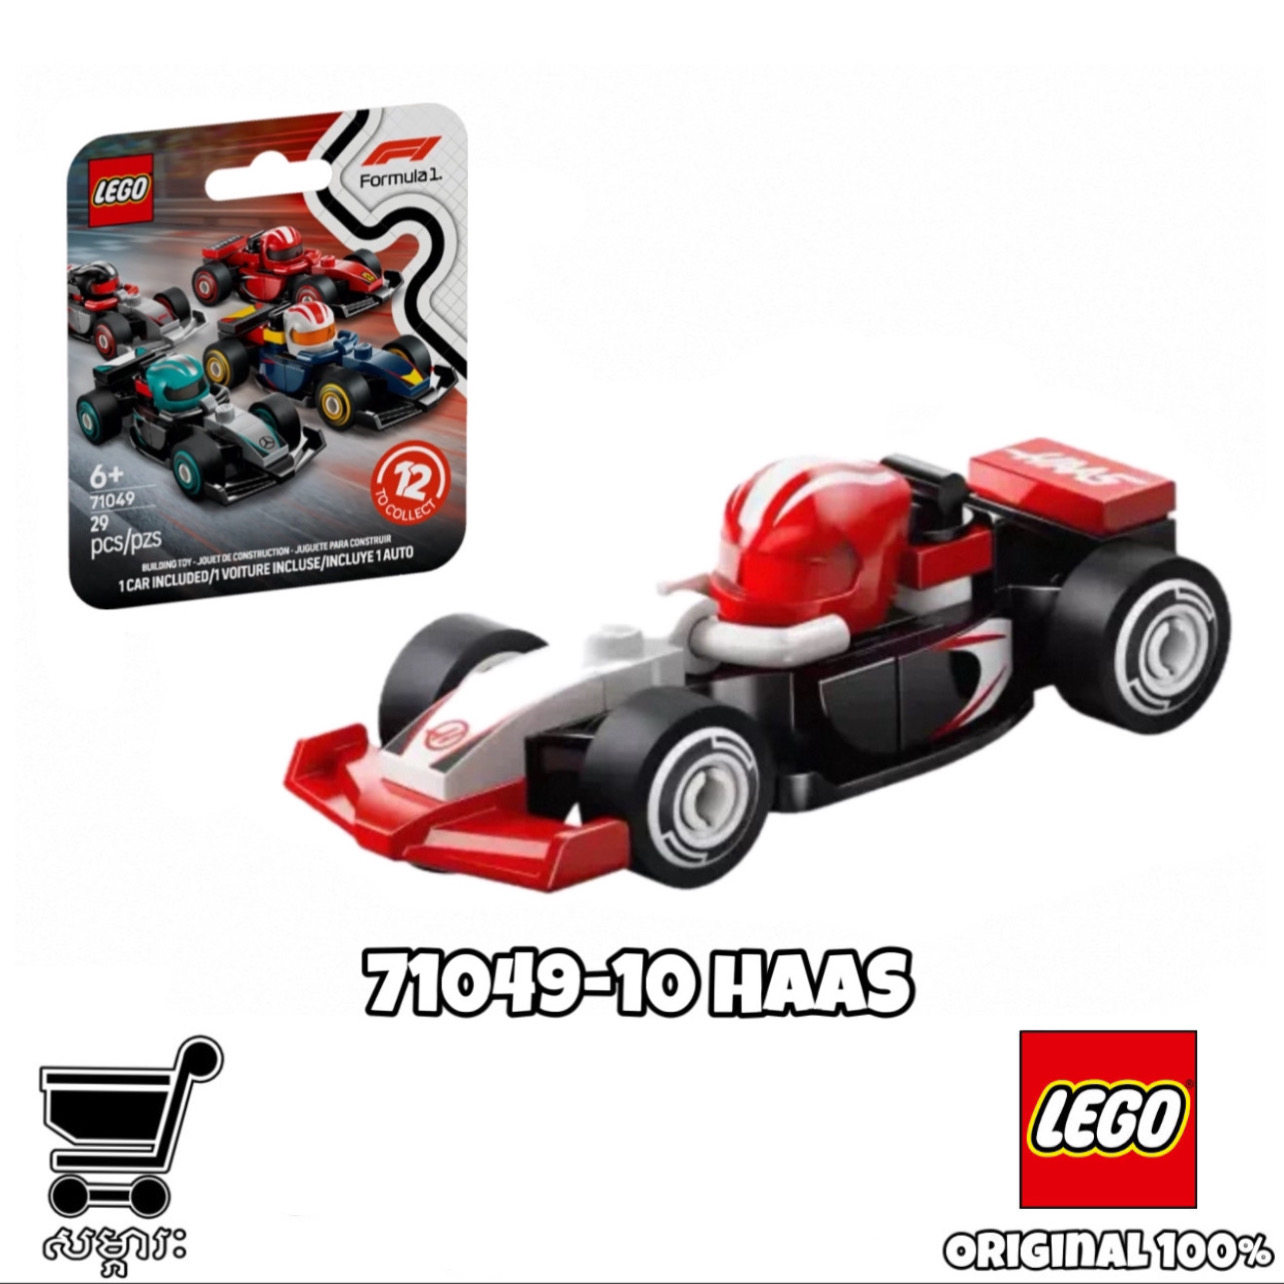 LEGO
F1
Formula 1.
6+
71049
29
pcs/pzs
12
TO COLLECT
BUILDING TOY - JOUET DE CONSTRUCTION - JUGUETE PARA CONSTRUIR
1 CAR INCLUDED/1 VOITURE INCLUSE/INCLUYE 1 AUTO
HAAS
71049-10 HAAS
LEGO®
សម្ភារៈ
ORIGINAL 100%